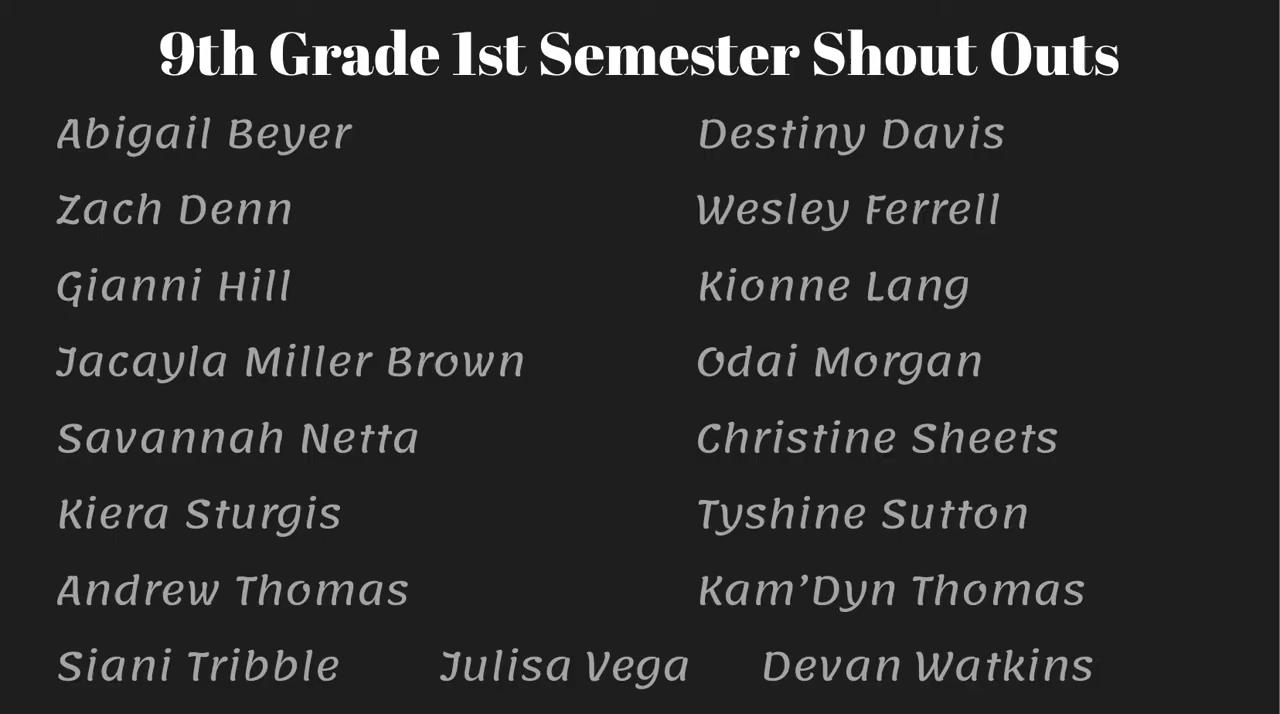 9th Grade 1st Semester Shout Outs
Abigail Beyer Destiny Davis
Zach Denn Wesley Ferrell
Gianni Hill Kionne Lang
Jacayla Miller Brown Odai Morgan
Savannah Netta Christine Sheets
Kiera Sturgis Tyshine Sutton
Andrew Thomas Kam’Dyn Thomas
Siani Tribble Julisa Vega Devan Watkins